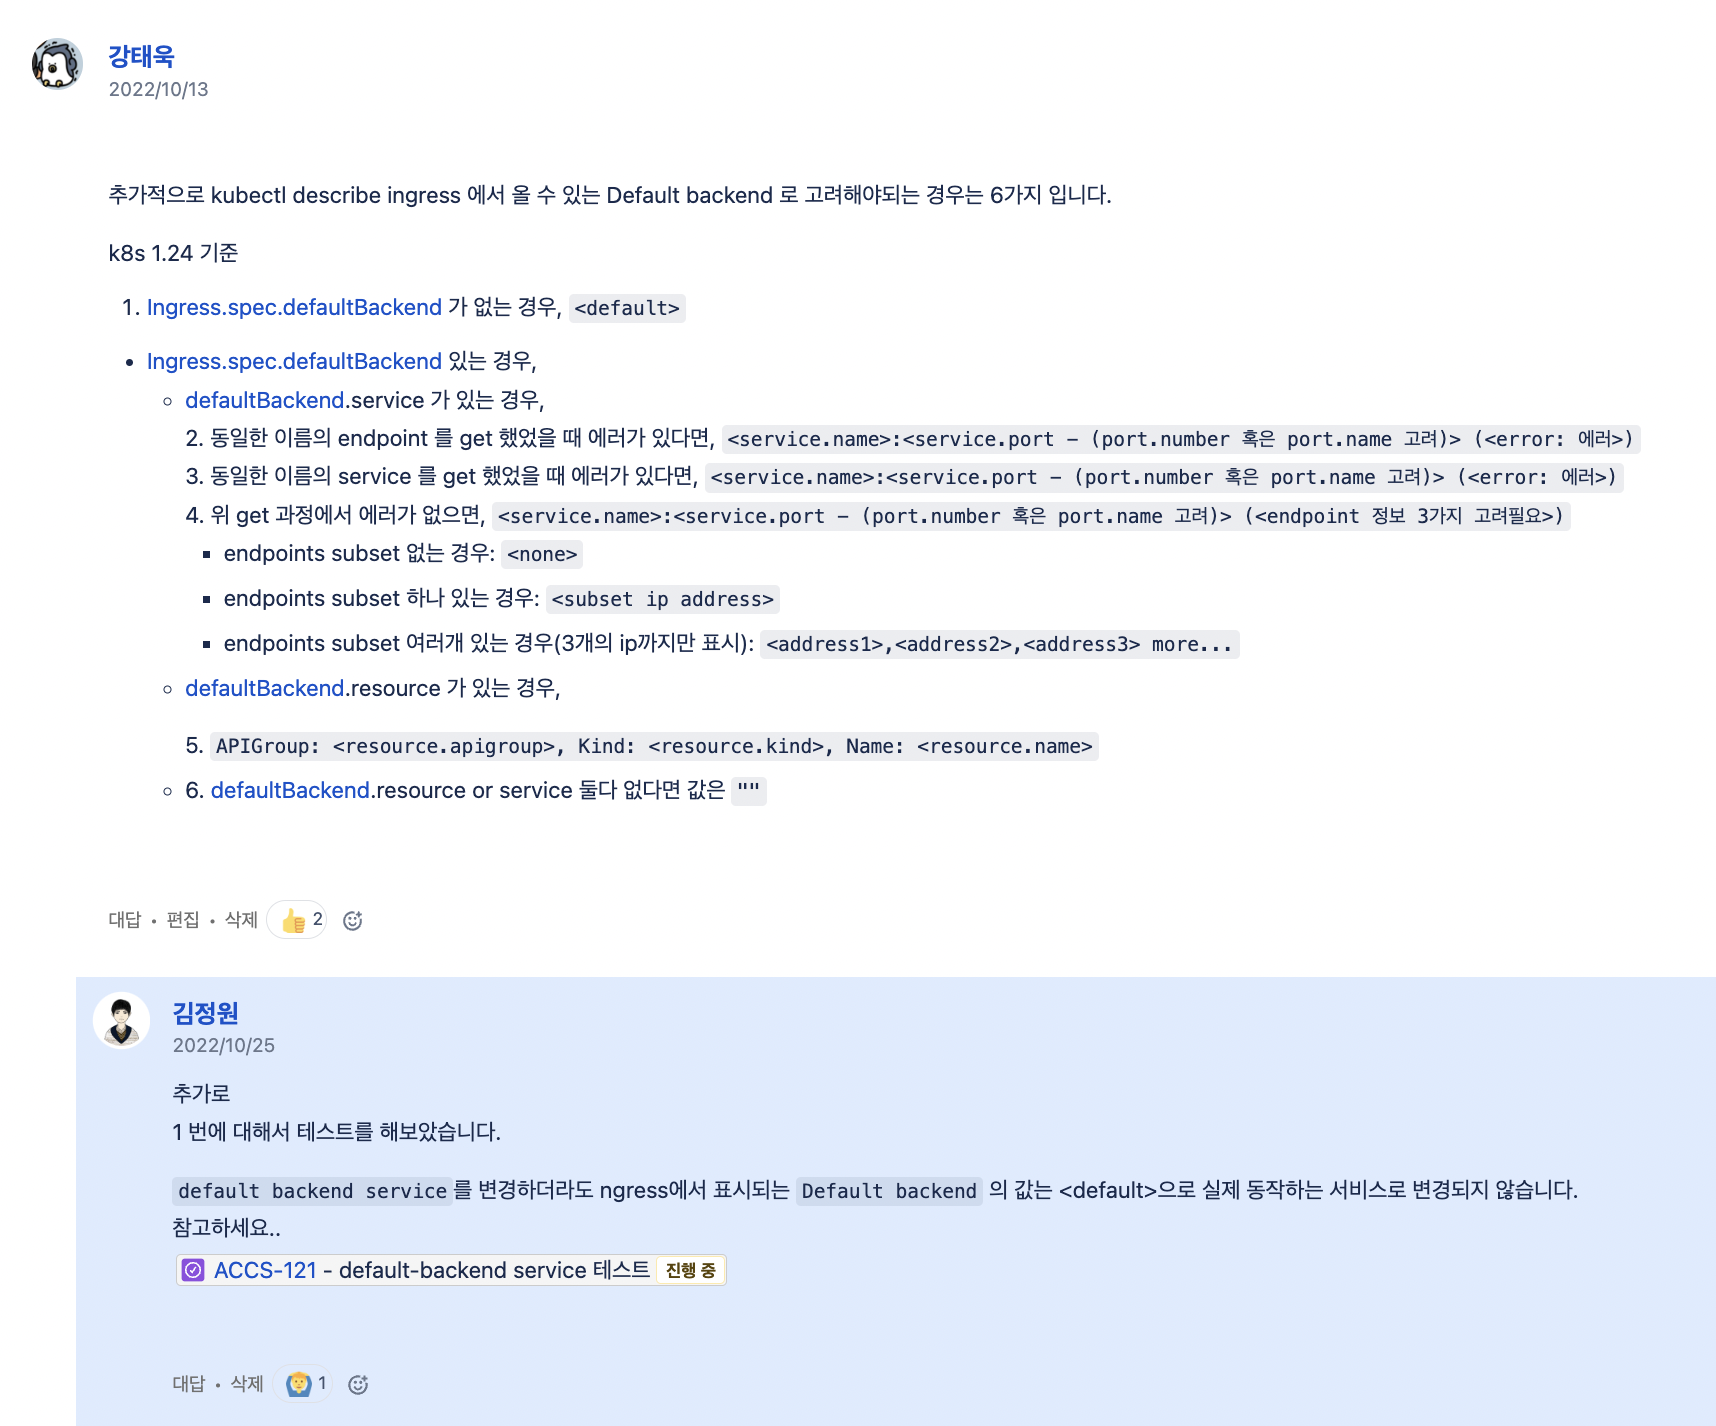 강태욱
2022/10/13
추가적으로 kubectl describe ingress 에서 올 수 있는 Default backend 로 고려해야되는 경우는 6가지 입니다.
k8s 1.24 기준
1. Ingress.spec.defaultBackend 가 없는 경우, <default>
• Ingress.spec.defaultBackend 있는 경우,
◦ defaultBackend.service 가 있는 경우,
2. 동일한 이름의 endpoint 를 get 했었을 때 에러가 있다면, <service.name>:<service.port – (port.number 혹은 port.name 고려)> (<error: 에러>)
3. 동일한 이름의 service 를 get 했었을 때 에러가 있다면, <service.name>:<service.port – (port.number 혹은 port.name 고려)> (<error: 에러>)
4. 위 get 과정에서 에러가 없으면, <service.name>:<service.port – (port.number 혹은 port.name 고려)> (<endpoint 정보 3가지 고려필요>)
▪ endpoints subset 없는 경우: <none>
▪ endpoints subset 하나 있는 경우: <subset ip address>
▪ endpoints subset 여러개 있는 경우(3개의 ip까지만 표시): <address1>,<address2>,<address3> more...
◦ defaultBackend.resource 가 있는 경우,
5. APIGroup: <resource.apigroup>, Kind: <resource.kind>, Name: <resource.name>
◦ 6. defaultBackend.resource or service 둘다 없다면 값은 ""
대답 • 편집 • 삭제 👍 2
김정원
2022/10/25
추가로
1 번에 대해서 테스트를 해보았습니다.
default backend service를 변경하더라도 ngress에서 표시되는 Default backend 의 값는 <default>으로 실제 동작하는 서비스로 변경되지 않습니다.
참고하세요..
ACCS-121 - default-backend service 테스트 진행 중
대답 • 삭제 🙆‍♂️ 1